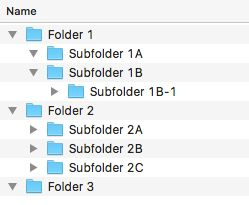 Name
Folder 1
Subfolder 1A
Subfolder 1B
Subfolder 1B-1
Folder 2
Subfolder 2A
Subfolder 2B
Subfolder 2C
Folder 3